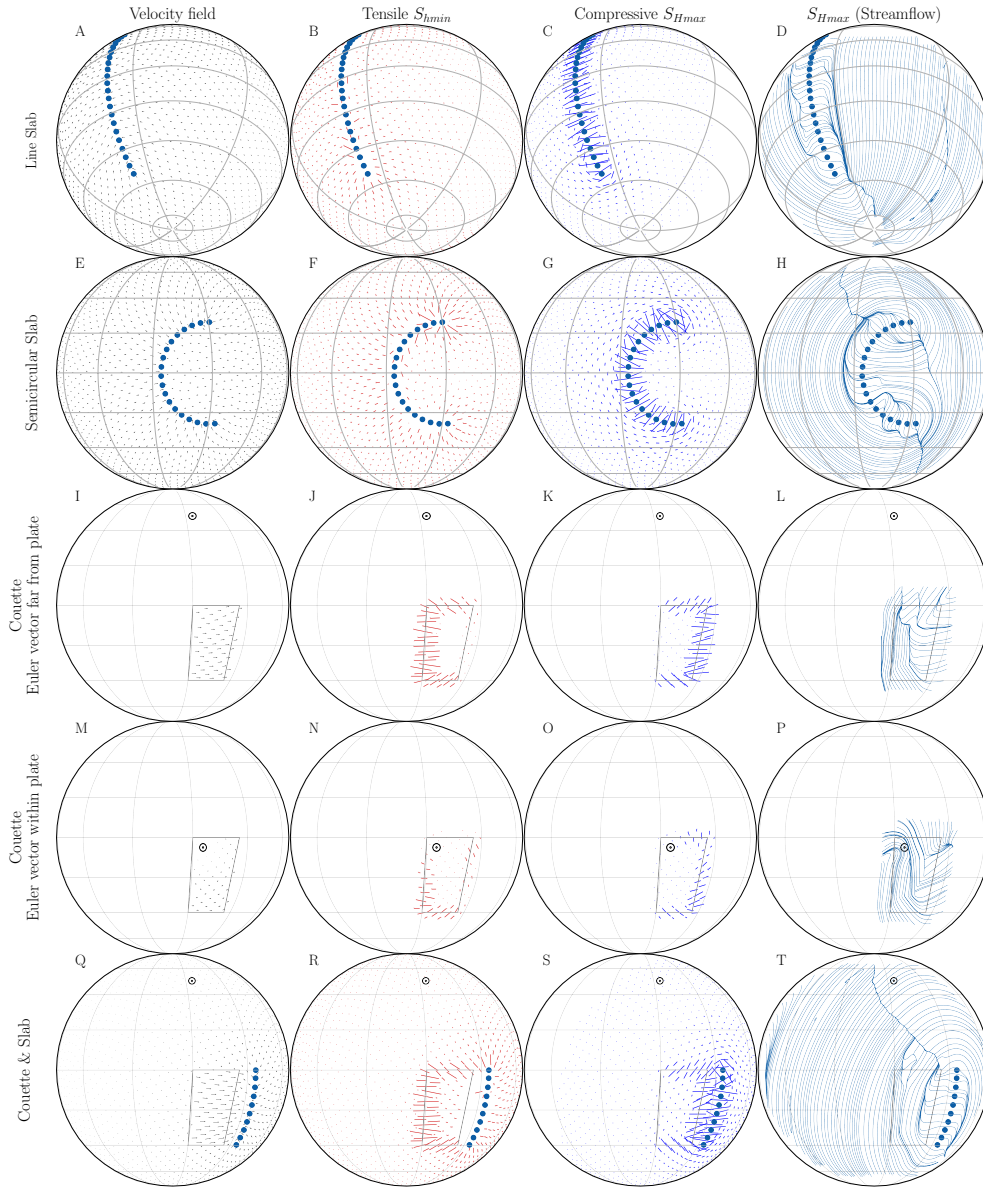 Velocity field
Tensile S_{hmin}
Compressive S_{Hmax}
S_{Hmax} (Streamflow)
A
B
C
D
Line Slab
E
F
G
H
Semicircular Slab
I
J
K
L
Couette
Euler vector far from plate
M
N
O
P
Couette
Euler vector within plate
Q
R
S
T
Couette & Slab